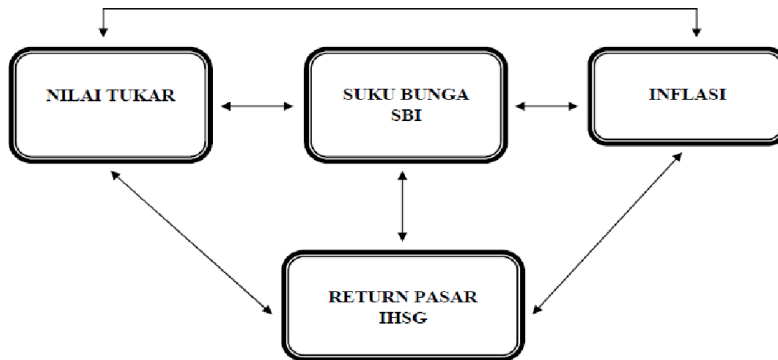 NILAI TUKAR
SUKU BUNGA
SBI
INFLASI
RETURN PASAR
IHSG